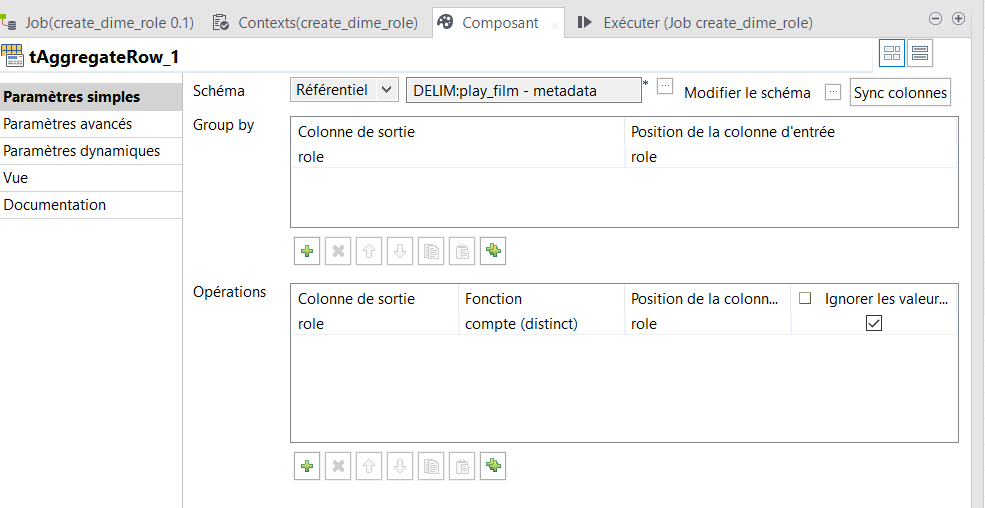 Job(create_dime_role 0.1) Contexts(create_dime_role) Composant Exécuter (Job create_dime_role)
tAggregateRow_1
Paramètres simples
Paramètres avancés
Paramètres dynamiques
Vue
Documentation
Schéma Référentiel DELIM:play_film - metadata * ... Modifier le schéma ... Sync colonnes
Group by
Colonne de sortie Position de la colonne d'entrée
role role
Opérations
Colonne de sortie Fonction Position de la colonn... Ignorer les valeur...
role compte (distinct) role